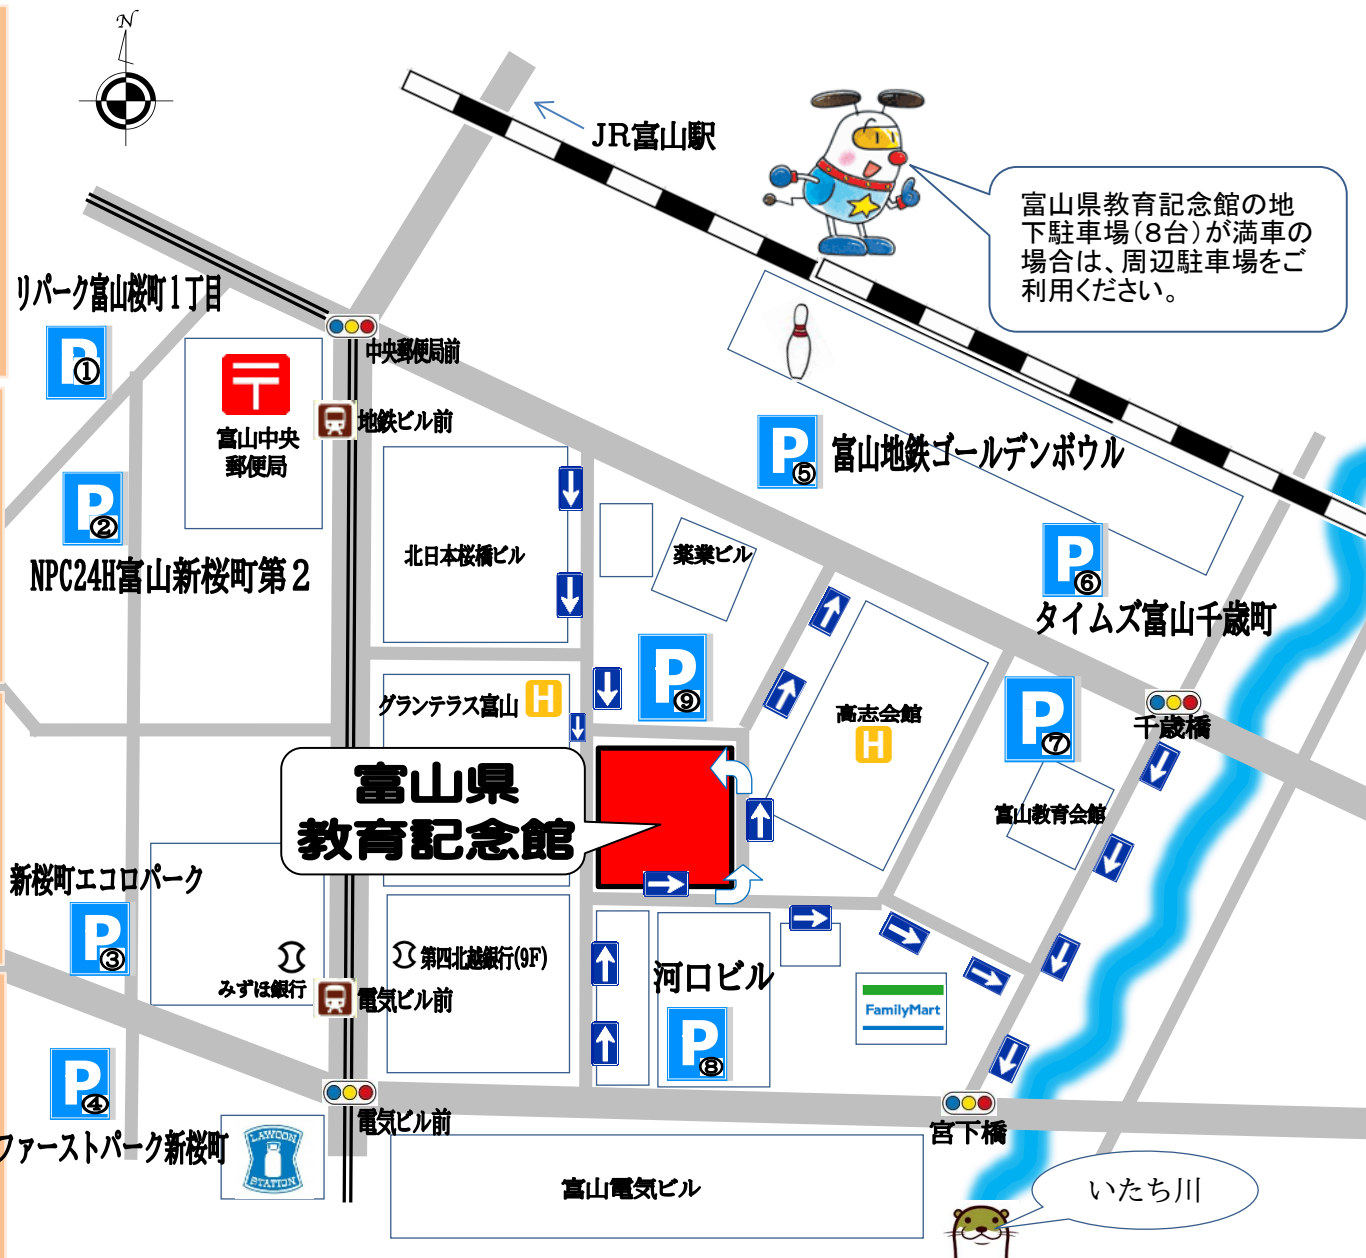 N
JR富山駅
富山県教育記念館の地
下駐車場(8台)が満車の
場合は、周辺駐車場をご
利用ください。
リパーク富山桜町1丁目
P①
中央郵便局前
富山中央
郵便局
地鉄ビル前
P⑤
富山地鉄ゴールデンボウル
P②
NPC24H富山新桜町第2
北日本桜橋ビル
薬業ビル
P⑥
タイムズ富山千歳町
グランテラス富山
H
P⑨
高志会館
H
P⑦
千歳橋
富山県
教育記念館
富山教育会館
新桜町エコロパーク
P③
みずほ銀行
第四北越銀行(9F)
電気ビル前
河口ビル
P⑧
FamilyMart
P④
電気ビル前
ファーストパーク新桜町
LAWSON
STATION
宮下橋
富山電気ビル
いたち川